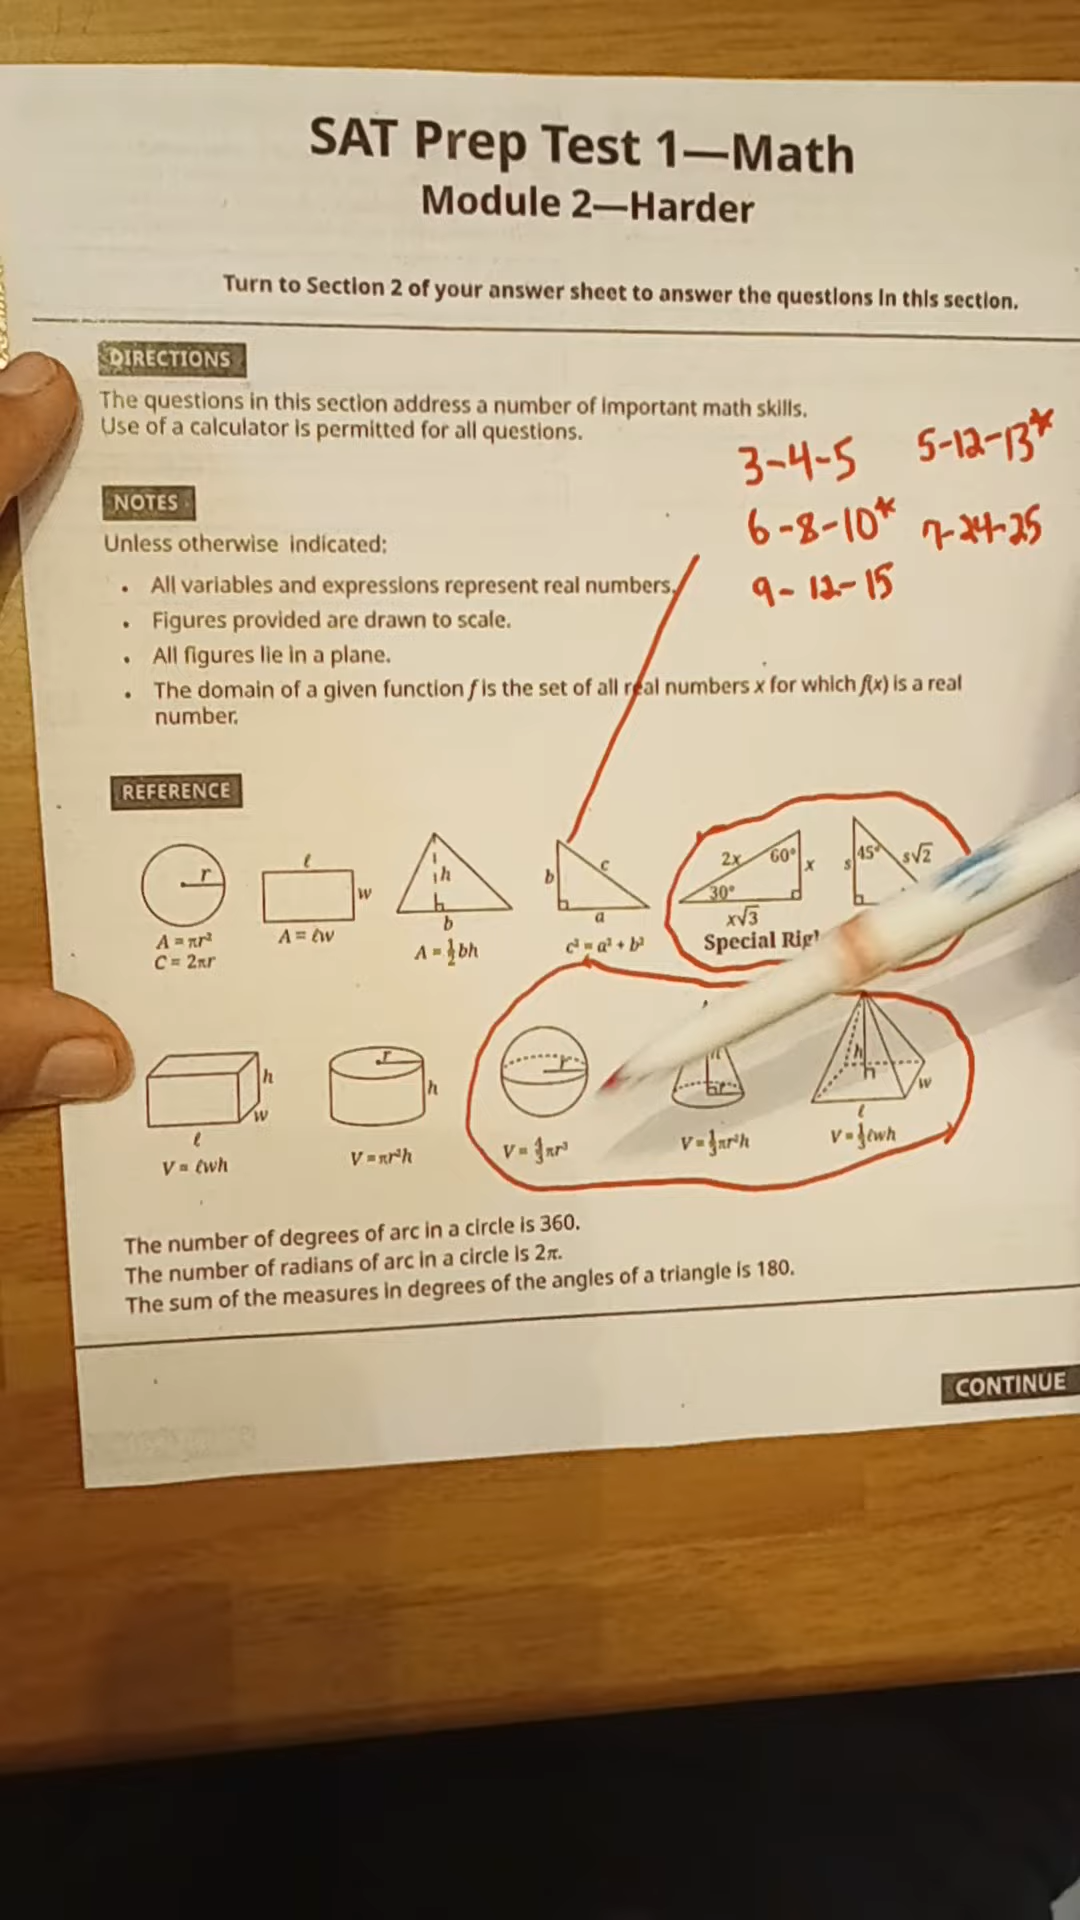 SAT Prep Test 1—Math
Module 2—Harder
Turn to Section 2 of your answer sheet to answer the questions in this section.
DIRECTIONS
The questions in this section address a number of important math skills.
Use of a calculator is permitted for all questions.
3-4-5 5-12-13*
6-8-10* 7-24-25
9-12-15
NOTES
Unless otherwise indicated:
• All variables and expressions represent real numbers.
• Figures provided are drawn to scale.
• All figures lie in a plane.
• The domain of a given function f is the set of all real numbers x for which f(x) is a real
number.
REFERENCE
r
A = πr²
C = 2πr
ℓ
w
A = ℓw
h
b
A = ½bh
b
c
a
c² = a² + b²
2x
60°
x
30°
x√3
s
45°
s√2
Special
h
w
ℓ
V = ℓwh
r
h
V = πr²h
r
V = 4/3 πr³
r
V = 1/3 πr²h
h
w
ℓ
V = 1/3 ℓwh
The number of degrees of arc in a circle is 360.
The number of radians of arc in a circle is 2π.
The sum of the measures in degrees of the angles of a triangle is 180.
CONTINUE